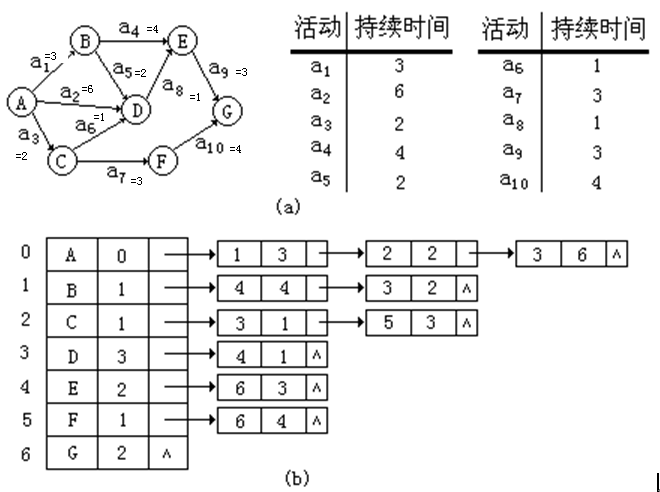 B a4 =4 E
a1 =3 a5 =2 a9 =3
A a2 =6 D a8 =1 G
a3 =2 a6 =1 a10 =4
C a7 =3 F
活动 持续时间 活动 持续时间
a1 3 a6 1
a2 6 a7 3
a3 2 a8 1
a4 4 a9 3
a5 2 a10 4
(a)
0 A 0 1 3 2 2 3 6 ∧
1 B 1 4 4 3 2 ∧
2 C 1 3 1 5 3 ∧
3 D 3 4 1 ∧
4 E 2 6 3 ∧
5 F 1 6 4 ∧
6 G 2 ∧
(b)